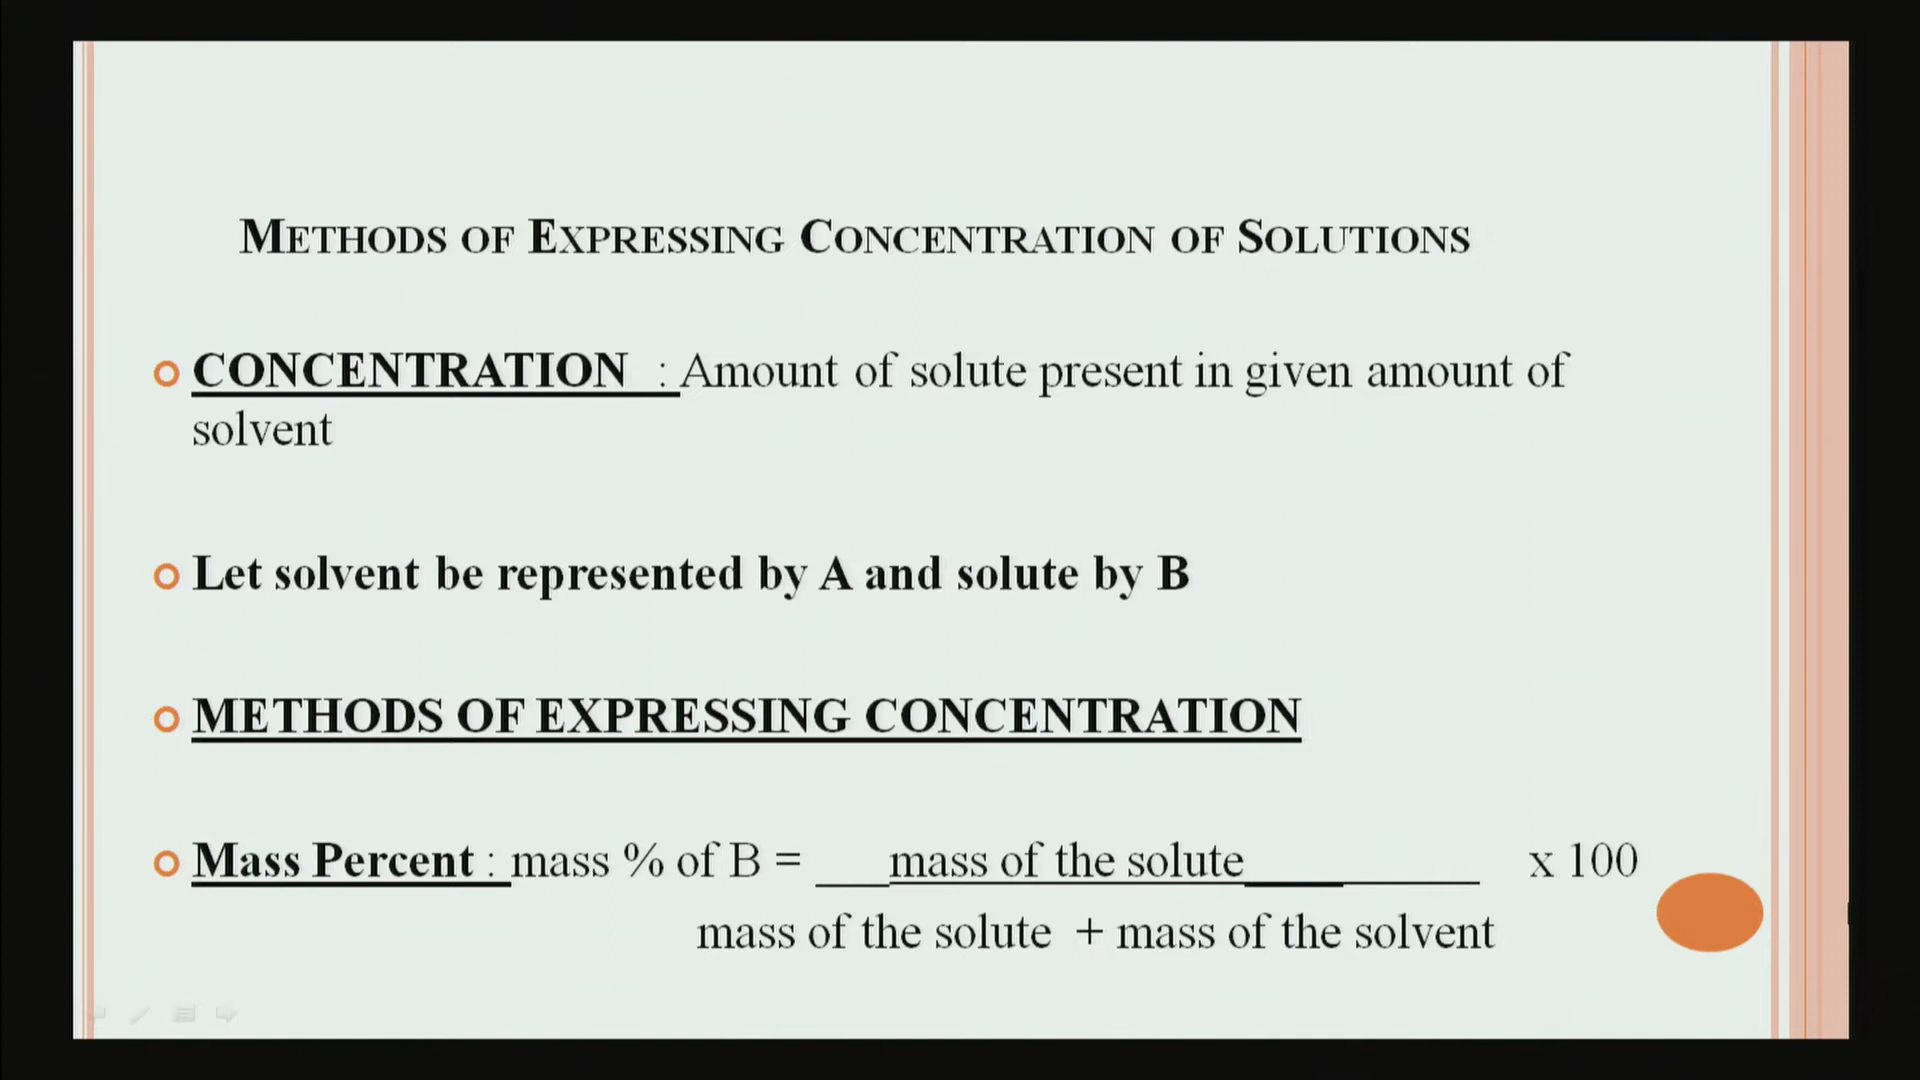 METHODS OF EXPRESSING CONCENTRATION OF SOLUTIONS
CONCENTRATION : Amount of solute present in given amount of
solvent
Let solvent be represented by A and solute by B
METHODS OF EXPRESSING CONCENTRATION
Mass Percent : mass % of B = ___mass of the solute_________ x 100
mass of the solute + mass of the solvent